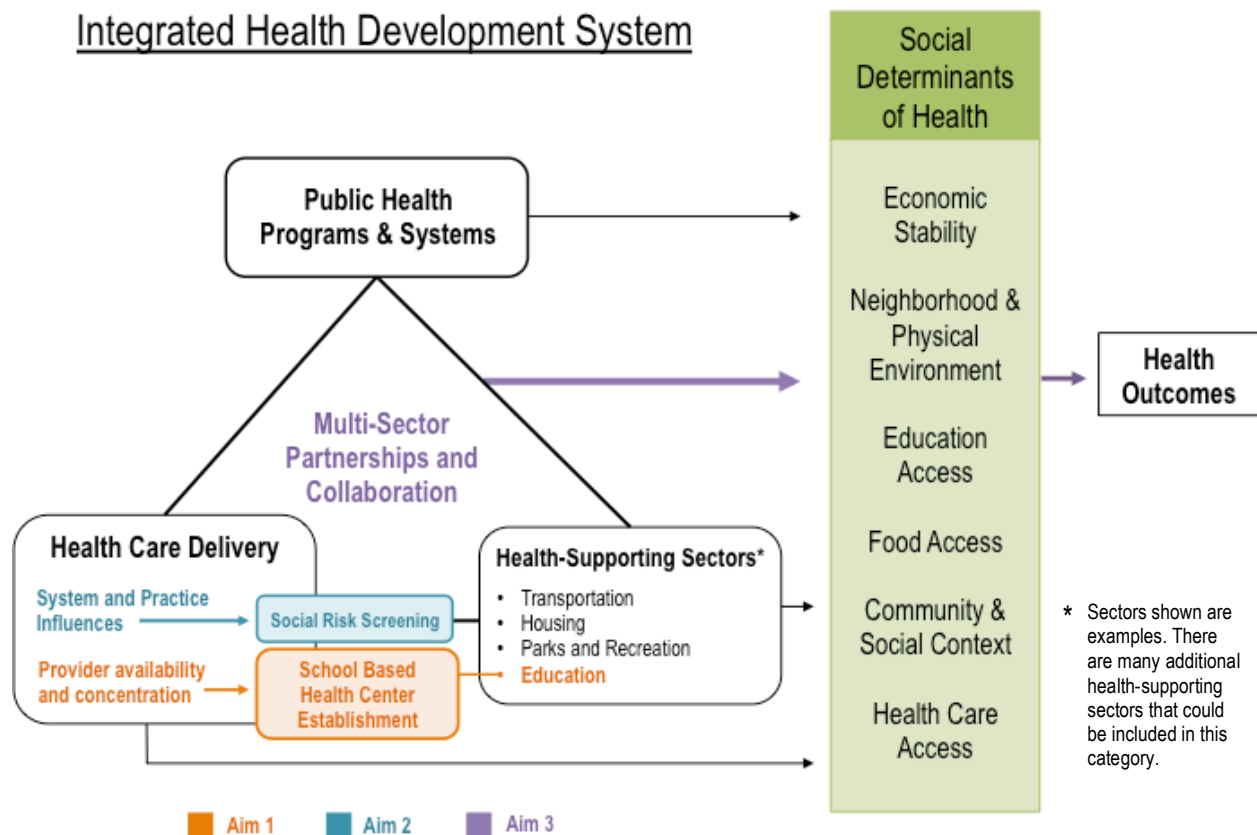 Integrated Health Development System
Social
Determinants
of Health
Public Health
Programs & Systems
Economic
Stability
Neighborhood &
Physical
Environment
Education
Access
Food Access
Community &
Social Context
Health Care
Access
Health
Outcomes
Multi-Sector
Partnerships and
Collaboration
Health Care Delivery
System and Practice
Influences
Social Risk Screening
Provider availability
and concentration
School Based
Health Center
Establishment
Health-Supporting Sectors*
• Transportation
• Housing
• Parks and Recreation
• Education
* Sectors shown are
examples. There
are many additional
health-supporting
sectors that could
be included in this
category.
Aim 1
Aim 2
Aim 3